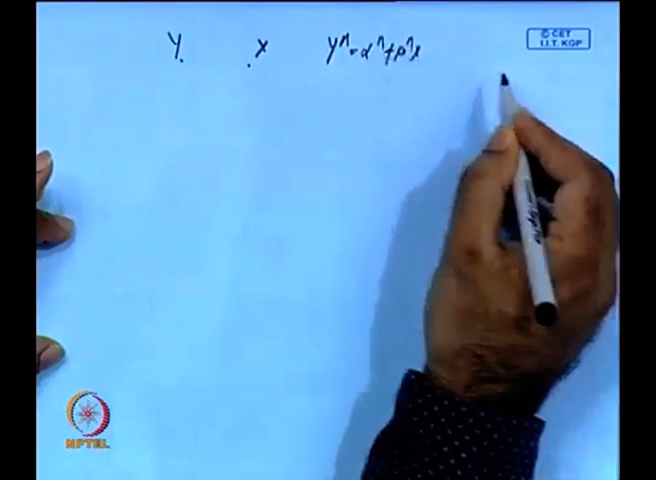 Y X Y^n = α^n + β^n x
© CET
I.I.T. KGP
NPTEL